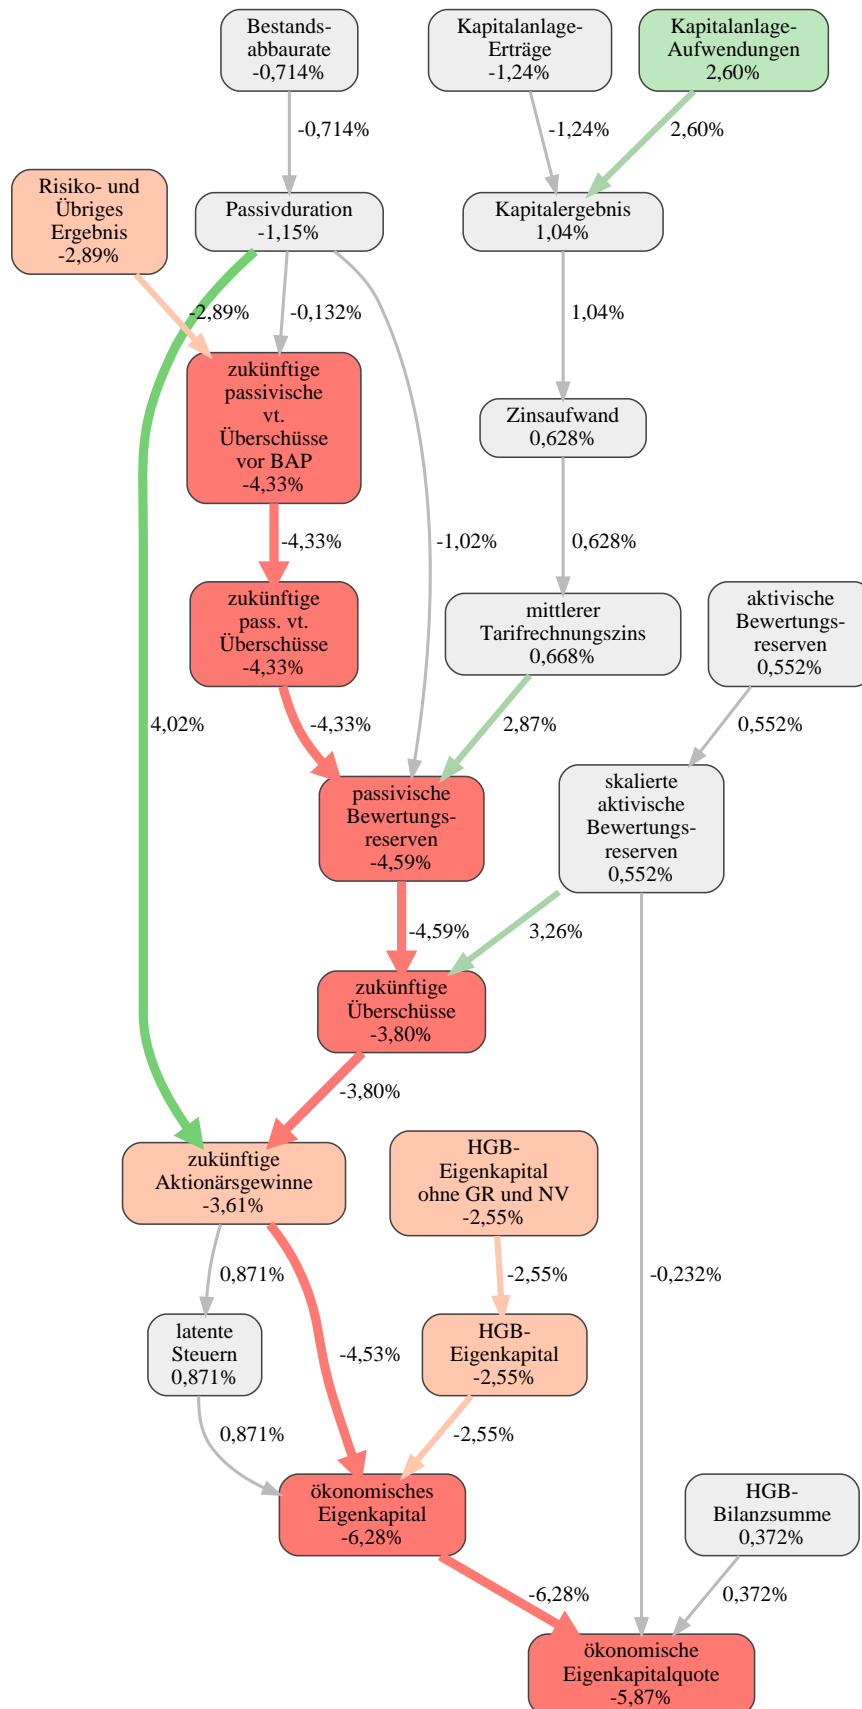 Bestands-
abbaurate
-0,714%
Kapitalanlage-
Erträge
-1,24%
Kapitalanlage-
Aufwendungen
2,60%
-0,714%
-1,24%
2,60%
Risiko- und
Übriges
Ergebnis
-2,89%
Passivduration
-1,15%
Kapitalergebnis
1,04%
-2,89%
-0,132%
1,04%
zukünftige
passivische
vt.
Überschüsse
vor BAP
-4,33%
Zinsaufwand
0,628%
-4,33%
-1,02%
0,628%
zukünftige
pass. vt.
Überschüsse
-4,33%
mittlerer
Tarifrechnungszins
0,668%
aktivische
Bewertungs-
reserven
0,552%
4,02%
-4,33%
2,87%
0,552%
passivische
Bewertungs-
reserven
-4,59%
skalierte
aktivische
Bewertungs-
reserven
0,552%
-4,59%
3,26%
zukünftige
Überschüsse
-3,80%
-3,80%
zukünftige
Aktionärsgewinne
-3,61%
HGB-
Eigenkapital
ohne GR und NV
-2,55%
0,871%
-2,55%
-0,232%
latente
Steuern
0,871%
-4,53%
HGB-
Eigenkapital
-2,55%
0,871%
-2,55%
ökonomisches
Eigenkapital
-6,28%
HGB-
Bilanzsumme
0,372%
-6,28%
0,372%
ökonomische
Eigenkapitalquote
-5,87%